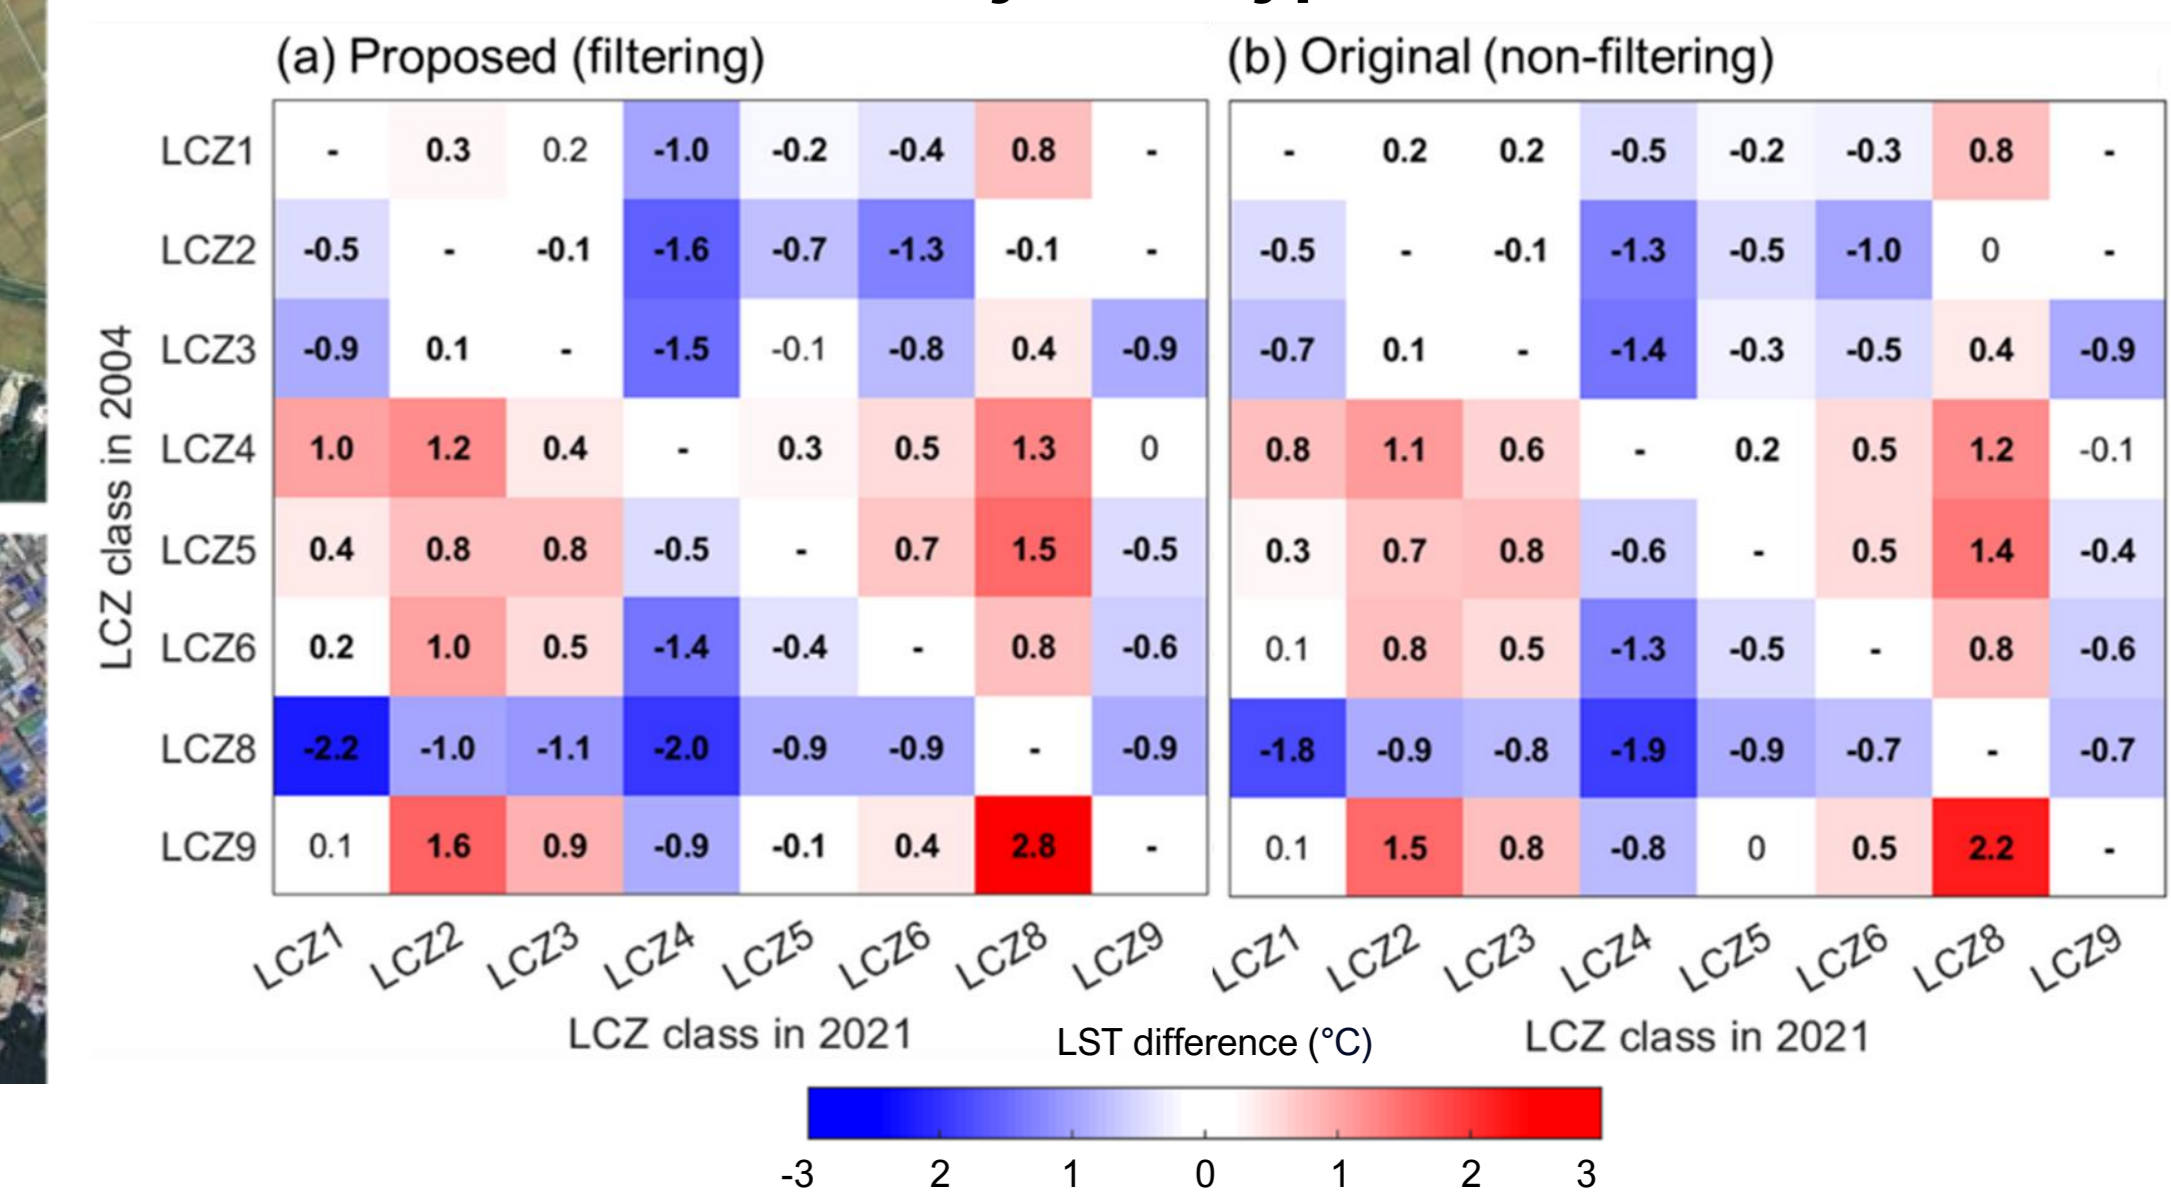 (a) Proposed (filtering)
(b) Original (non-filtering)
LCZ class in 2004
LCZ1 - 0.3 0.2 -1.0 -0.2 -0.4 0.8 -
LCZ2 -0.5 - -0.1 -1.6 -0.7 -1.3 -0.1 -
LCZ3 -0.9 0.1 - -1.5 -0.1 -0.8 0.4 -0.9
LCZ4 1.0 1.2 0.4 - 0.3 0.5 1.3 0
LCZ5 0.4 0.8 0.8 -0.5 - 0.7 1.5 -0.5
LCZ6 0.2 1.0 0.5 -1.4 -0.4 - 0.8 -0.6
LCZ8 -2.2 -1.0 -1.1 -2.0 -0.9 -0.9 - -0.9
LCZ9 0.1 1.6 0.9 -0.9 -0.1 0.4 2.8 -
LCZ1 LCZ2 LCZ3 LCZ4 LCZ5 LCZ6 LCZ8 LCZ9
LCZ class in 2021
- 0.2 0.2 -0.5 -0.2 -0.3 0.8 -
-0.5 - -0.1 -1.3 -0.5 -1.0 0 -
-0.7 0.1 - -1.4 -0.3 -0.5 0.4 -0.9
0.8 1.1 0.6 - 0.2 0.5 1.2 -0.1
0.3 0.7 0.8 -0.6 - 0.5 1.4 -0.4
0.1 0.8 0.5 -1.3 -0.5 - 0.8 -0.6
-1.8 -0.9 -0.8 -1.9 -0.9 -0.7 - -0.7
0.1 1.5 0.8 -0.8 0 0.5 2.2 -
LCZ1 LCZ2 LCZ3 LCZ4 LCZ5 LCZ6 LCZ8 LCZ9
LCZ class in 2021
LST difference (°C)
-3 2 1 0 1 2 3